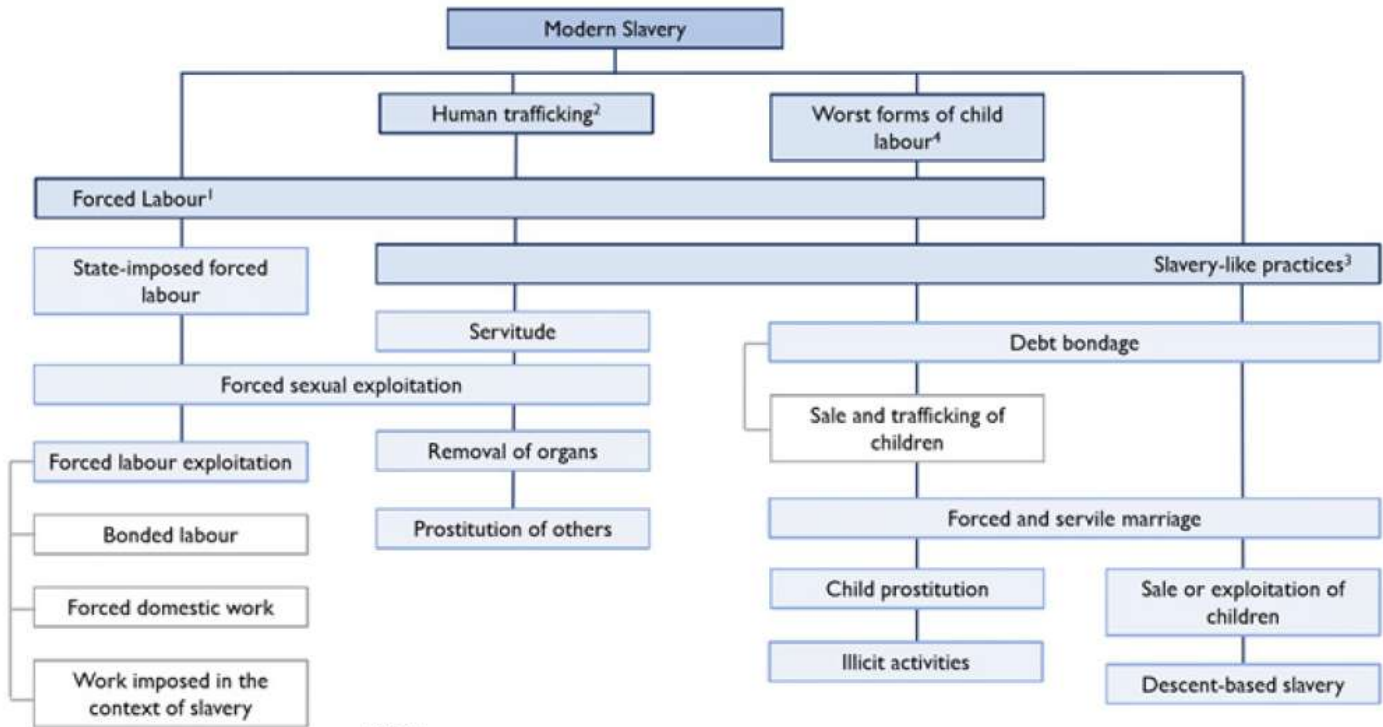 Modern Slavery
Human trafficking²
Worst forms of child
labour⁴
Forced Labour¹
State-imposed forced
labour
Slavery-like practices³
Servitude
Debt bondage
Forced sexual exploitation
Sale and trafficking of
children
Removal of organs
Forced labour exploitation
Forced and servile marriage
Prostitution of others
Bonded labour
Child prostitution
Sale or exploitation of
children
Forced domestic work
Illicit activities
Descent-based slavery
Work imposed in the
context of slavery